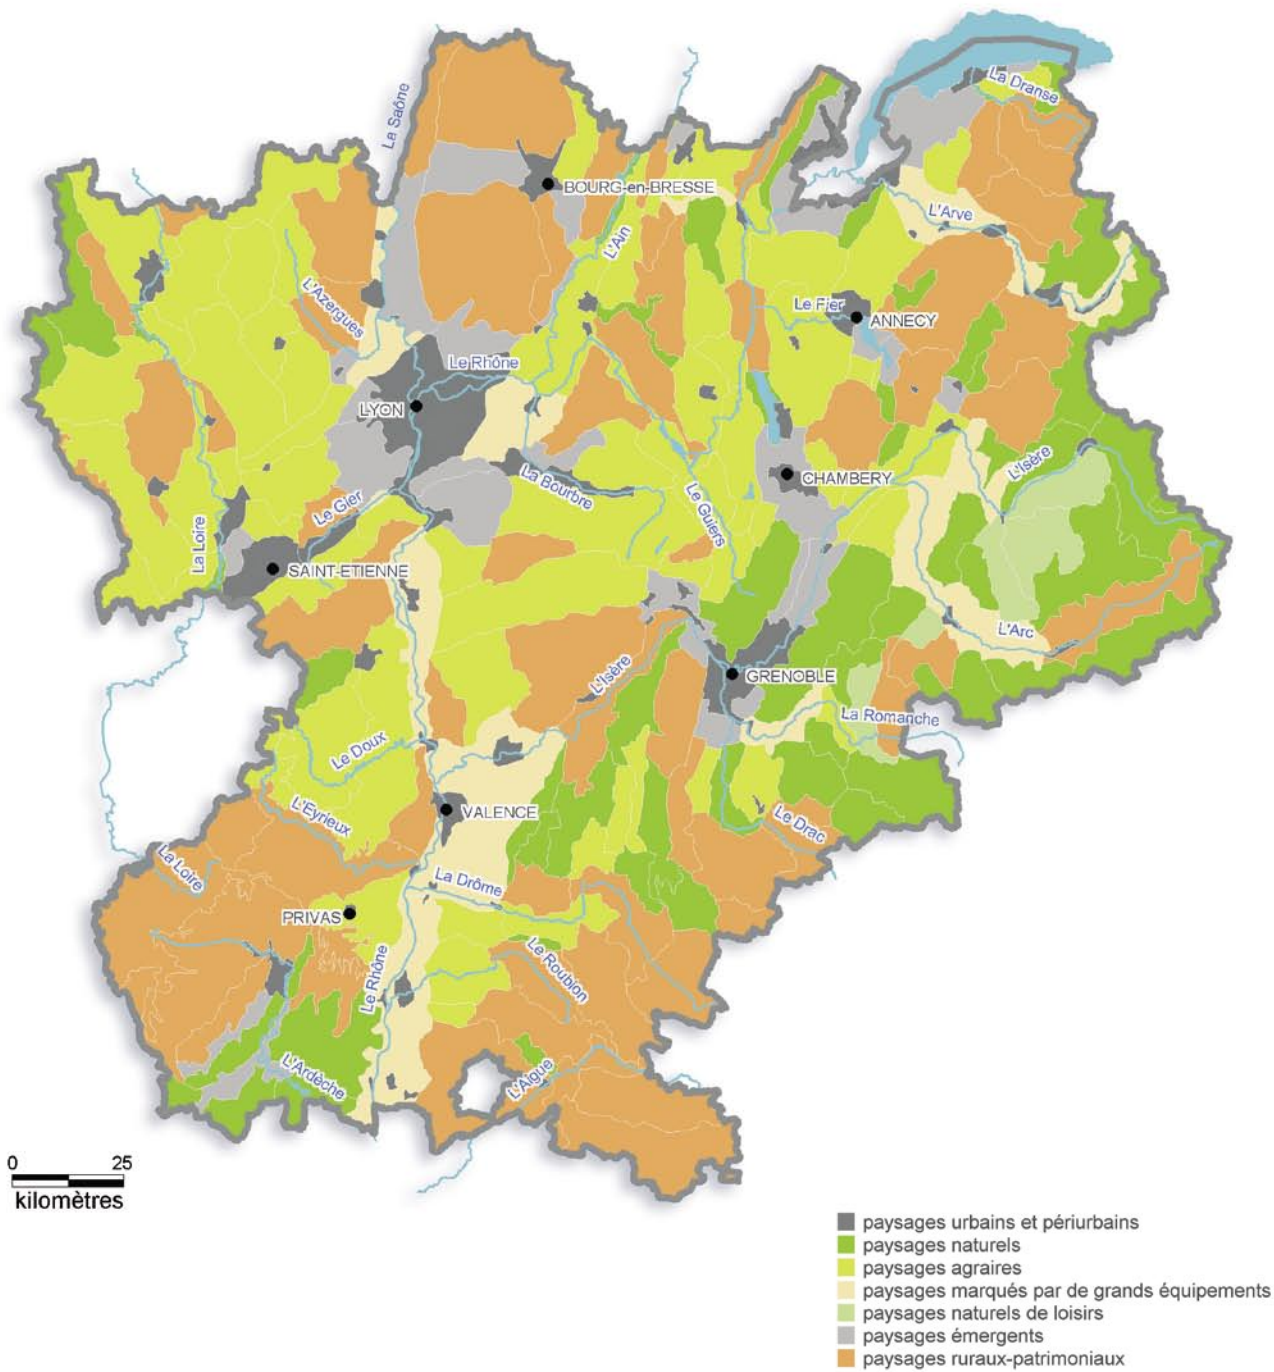 La Dranse
La Saône
BOURG-en-BRESSE
L'Arve
L'Ain
L'Azergues
Le Fier
ANNECY
Le Rhône
LYON
L'Isère
CHAMBERY
La Bourbre
Le Guiers
Le Gier
La Loire
SAINT-ETIENNE
L'Arc
L'Isère
GRENOBLE
La Romanche
Le Doux
L'Eyrieux
VALENCE
Le Drac
La Loire
La Drôme
PRIVAS
Le Roubion
Le Rhône
L'Ardèche
L'Aigue
0 25
kilomètres
paysages urbains et périurbains
paysages naturels
paysages agraires
paysages marqués par de grands équipements
paysages naturels de loisirs
paysages émergents
paysages ruraux-patrimoniaux